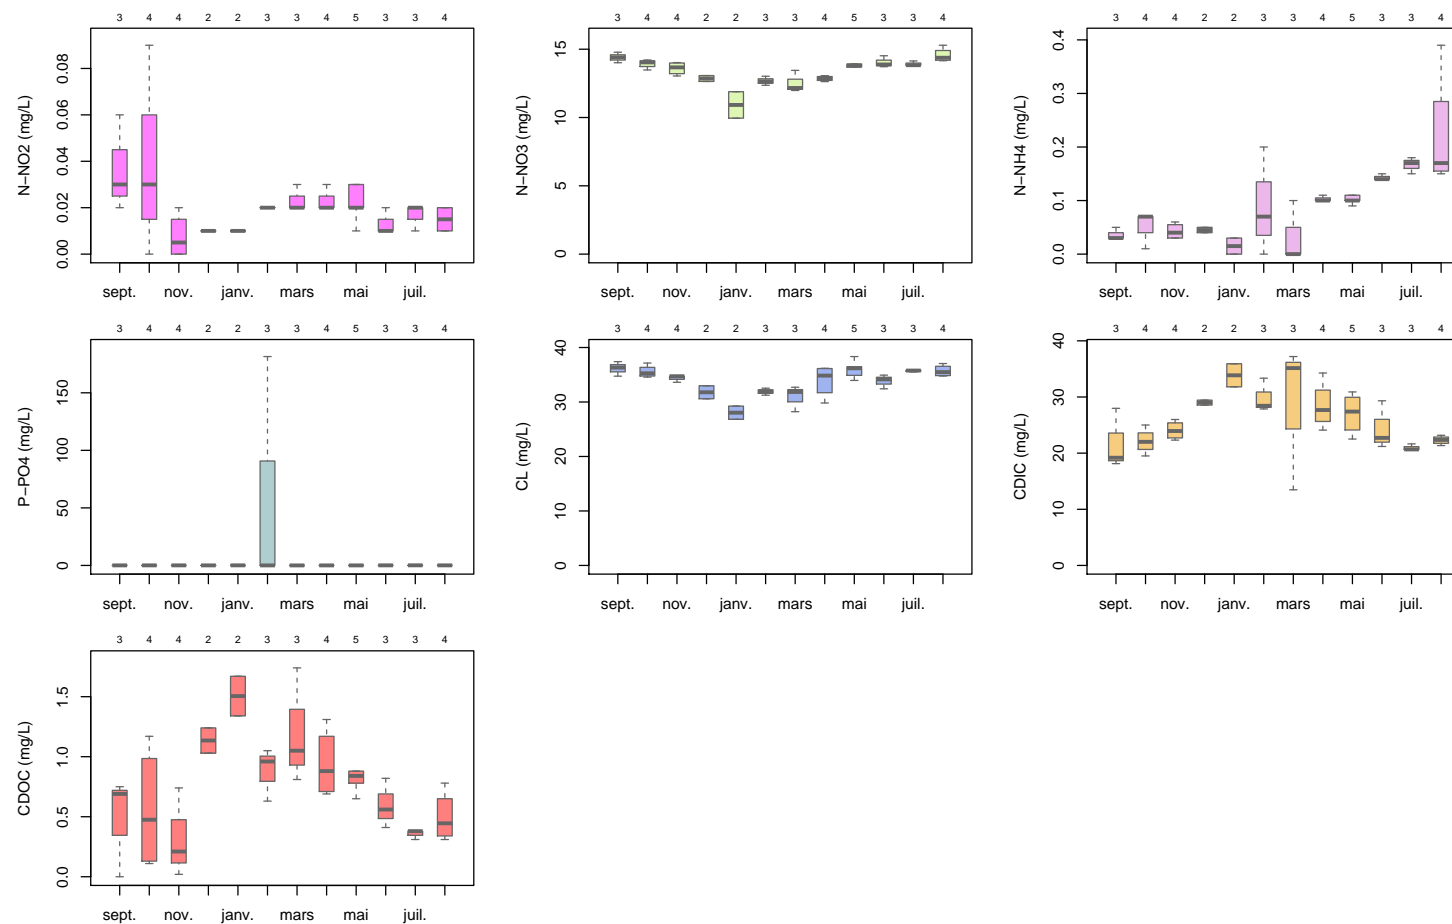 3 4 4 2 2 3 3 4 5 3 3 4
N−NO2 (mg/L)
0.00 0.02 0.04 0.06 0.08
sept. nov. janv. mars mai juil.
3 4 4 2 2 3 3 4 5 3 3 4
N−NO3 (mg/L)
0 5 10 15
sept. nov. janv. mars mai juil.
3 4 4 2 2 3 3 4 5 3 3 4
N−NH4 (mg/L)
0.0 0.1 0.2 0.3 0.4
sept. nov. janv. mars mai juil.
3 4 4 2 2 3 3 4 5 3 3 4
P−PO4 (mg/L)
0 50 100 150
sept. nov. janv. mars mai juil.
3 4 4 2 2 3 3 4 5 3 3 4
CL (mg/L)
0 10 20 30 40
sept. nov. janv. mars mai juil.
3 4 4 2 2 3 3 4 5 3 3 4
CDIC (mg/L)
0 10 20 30 40
sept. nov. janv. mars mai juil.
3 4 4 2 2 3 3 4 5 3 3 4
CDOC (mg/L)
0.0 0.5 1.0 1.5
sept. nov. janv. mars mai juil.